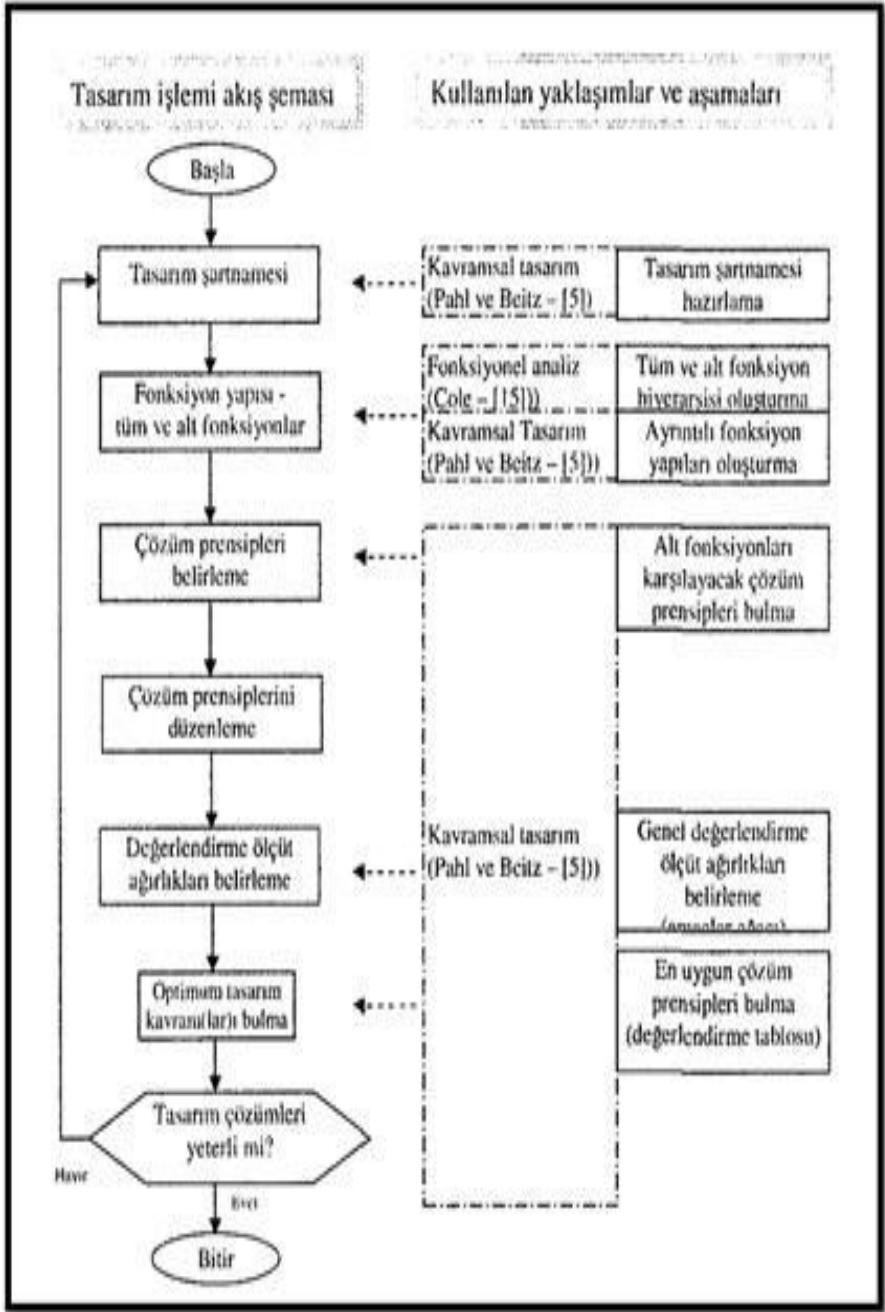 Tasarım işlemi akış şeması
Kullanılan yaklaşımlar ve aşamaları
Başla
Tasarım şartnamesi
Kavramsal tasarım
(Pahl ve Beitz – [5])
Tasarım şartnamesi
hazırlama
Fonksiyon yapısı -
tüm ve alt fonksiyonlar
Fonksiyonel analiz
(Cole – [15]))
Tüm ve alt fonksiyon
hiyerarşisi oluşturma
Kavramsal Tasarım
(Pahl ve Beitz – [5]))
Ayrıntılı fonksiyon
yapıları oluşturma
Çözüm prensipleri
belirleme
Alt fonksiyonları
karşılayacak çözüm
prensipleri bulma
Çözüm prensiplerini
düzenleme
Değerlendirme ölçüt
ağırlıkları belirleme
Kavramsal tasarım
(Pahl ve Beitz – [5]))
Genel değerlendirme
ölçüt ağırlıkları
belirleme
(amaçlar ağacı)
Optimum tasarım
kavram(lar)ı bulma
En uygun çözüm
prensipleri bulma
(değerlendirme tablosu)
Tasarım çözümleri
yeterli mi?
Hayır
Evet
Bitir